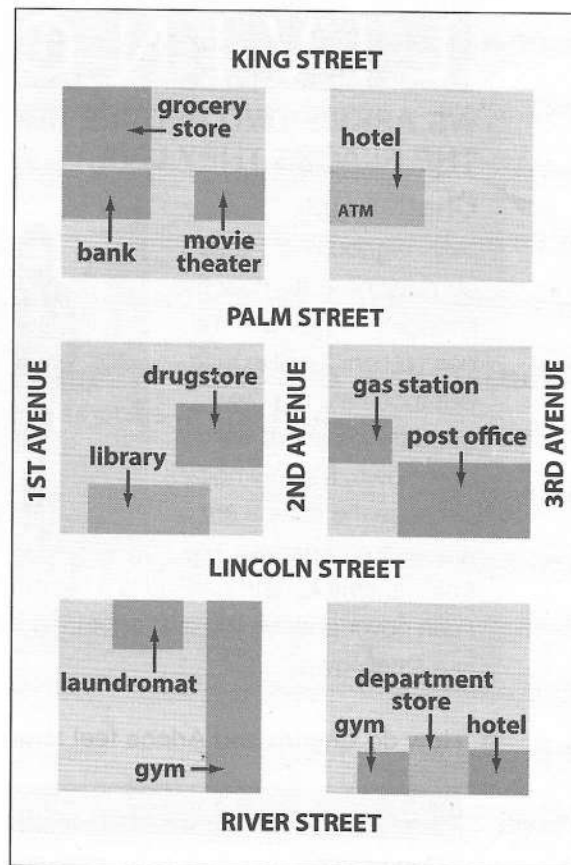 KING STREET
grocery
store
hotel
ATM
bank
movie
theater
PALM STREET
1ST AVENUE
drugstore
library
2ND AVENUE
gas station
post office
3RD AVENUE
LINCOLN STREET
laundromat
gym
department
store
gym
hotel
RIVER STREET